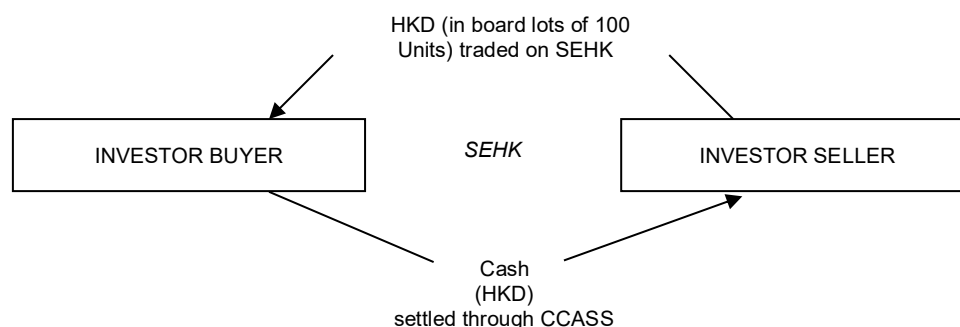 HKD (in board lots of 100
Units) traded on SEHK
INVESTOR BUYER
SEHK
INVESTOR SELLER
Cash
(HKD)
settled through CCASS